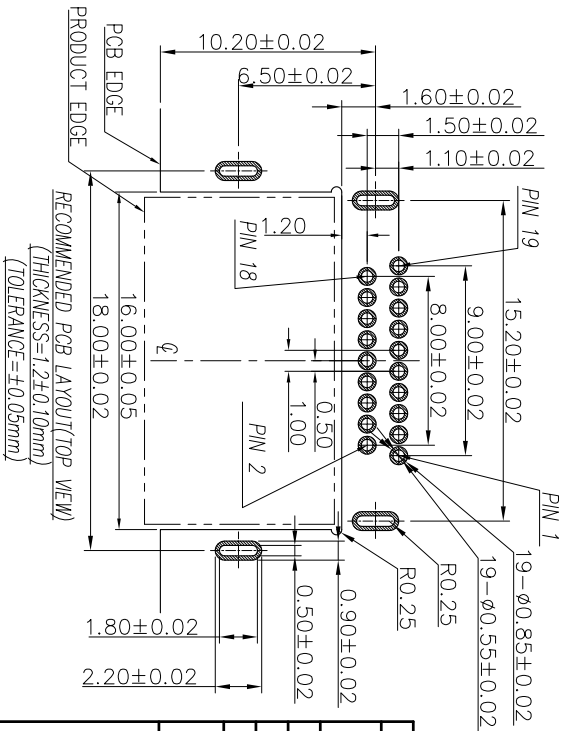 PRODUCT EDGE
PCB EDGE
10.20±0.02
6.50±0.02
1.60±0.02
1.50±0.02
1.10±0.02
PIN 19
PIN 18
1.20
15.20±0.02
9.00±0.02
8.00±0.02
℄
0.50
1.00
PIN 2
PIN 1
19-Ø0.85±0.02
19-Ø0.55±0.02
R0.25
R0.25
0.90±0.02
0.50±0.02
1.80±0.02
2.20±0.02
16.00±0.05
18.00±0.02
RECOMMENDED PCB LAYOUT(TOP VIEW)
(THICKNESS=1.2±0.10mm)
(TOLERANCE=±0.05mm)